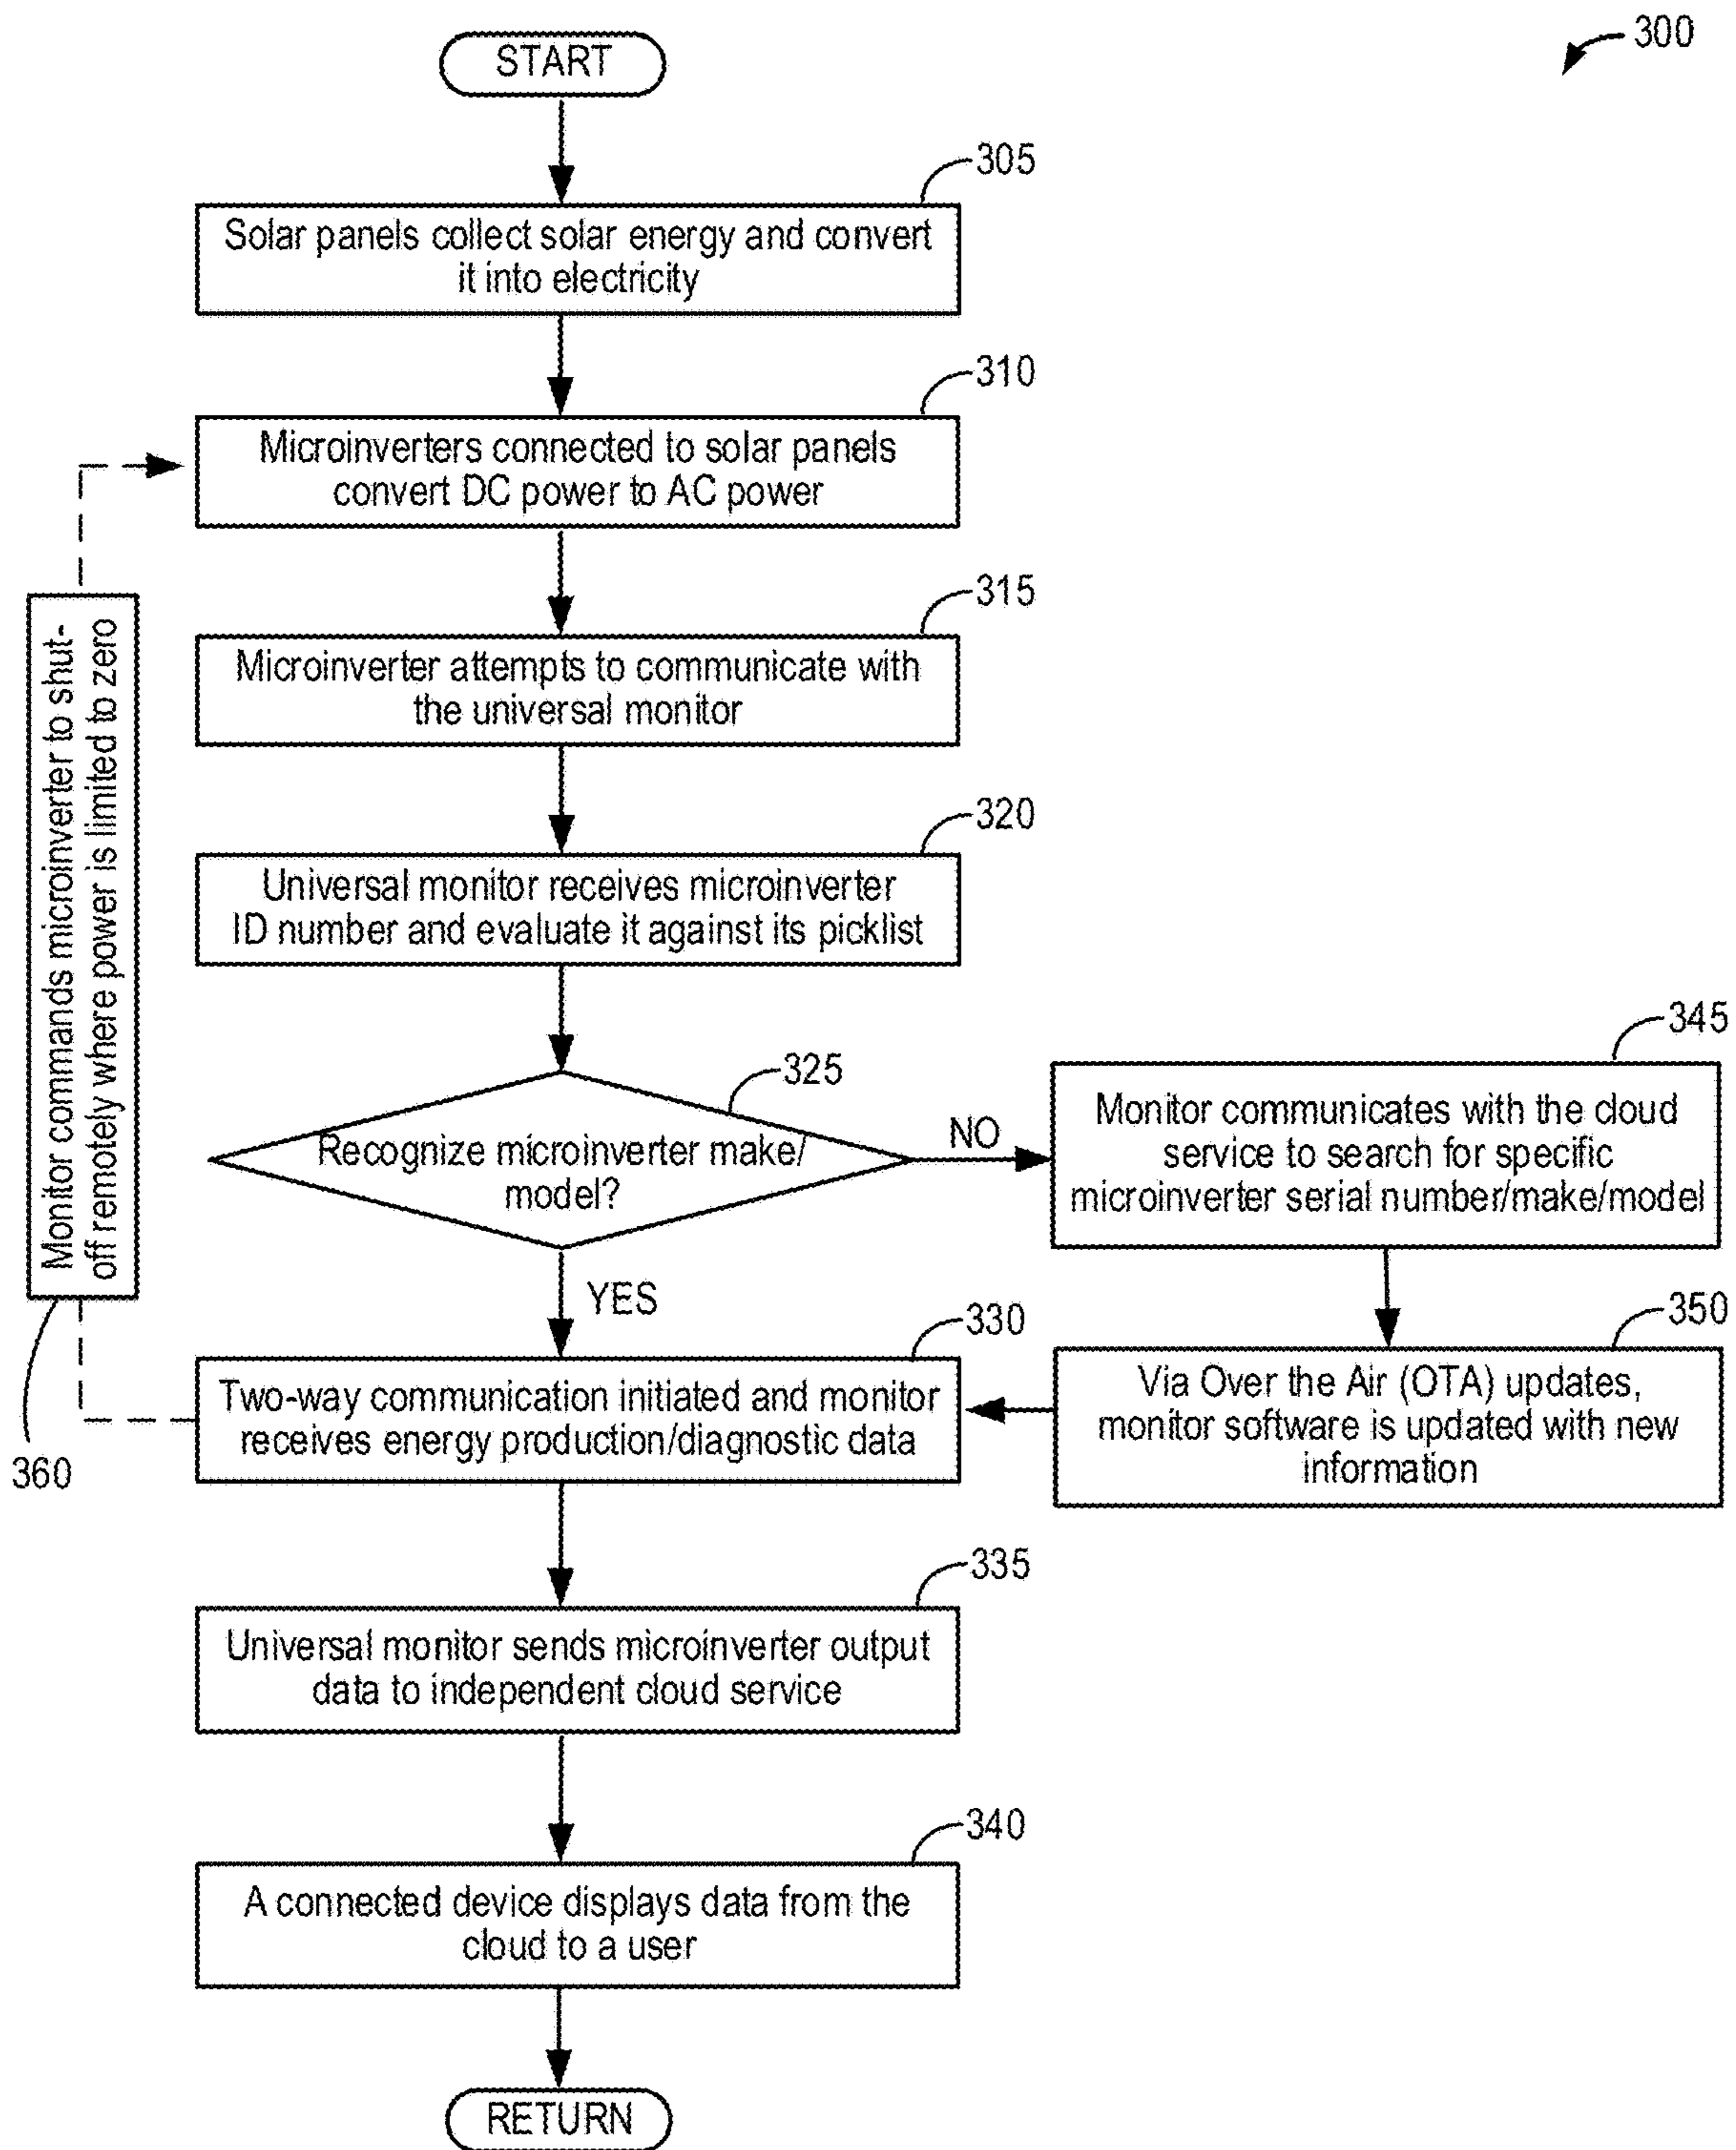 300
START
305
Solar panels collect solar energy and convert
it into electricity
310
Microinverters connected to solar panels
convert DC power to AC power
315
Microinverter attempts to communicate with
the universal monitor
Monitor commands microinverter to shut-
off remotely where power is limited to zero
360
320
Universal monitor receives microinverter
ID number and evaluate it against its picklist
325
Recognize microinverter make/
model?
NO
345
Monitor communicates with the cloud
service to search for specific
microinverter serial number/make/model
YES
330
Two-way communication initiated and monitor
receives energy production/diagnostic data
350
Via Over the Air (OTA) updates,
monitor software is updated with new
information
335
Universal monitor sends microinverter output
data to independent cloud service
340
A connected device displays data from the
cloud to a user
RETURN